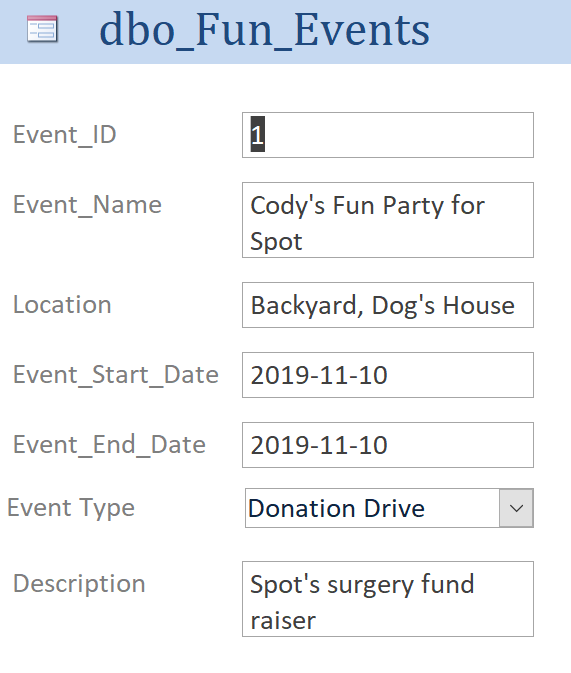 dbo_Fun_Events
Event_ID 1
Event_Name Cody's Fun Party for
Spot
Location Backyard, Dog's House
Event_Start_Date 2019-11-10
Event_End_Date 2019-11-10
Event Type Donation Drive
Description Spot's surgery fund
raiser